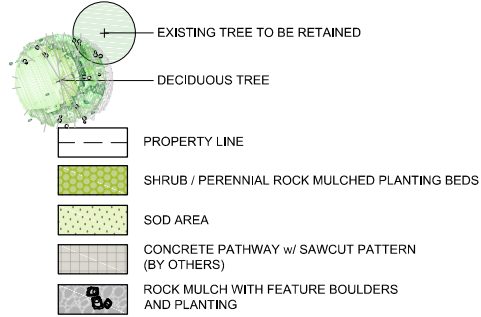 EXISTING TREE TO BE RETAINED
DECIDUOUS TREE
PROPERTY LINE
SHRUB / PERENNIAL ROCK MULCHED PLANTING BEDS
SOD AREA
CONCRETE PATHWAY w/ SAWCUT PATTERN
(BY OTHERS)
ROCK MULCH WITH FEATURE BOULDERS
AND PLANTING